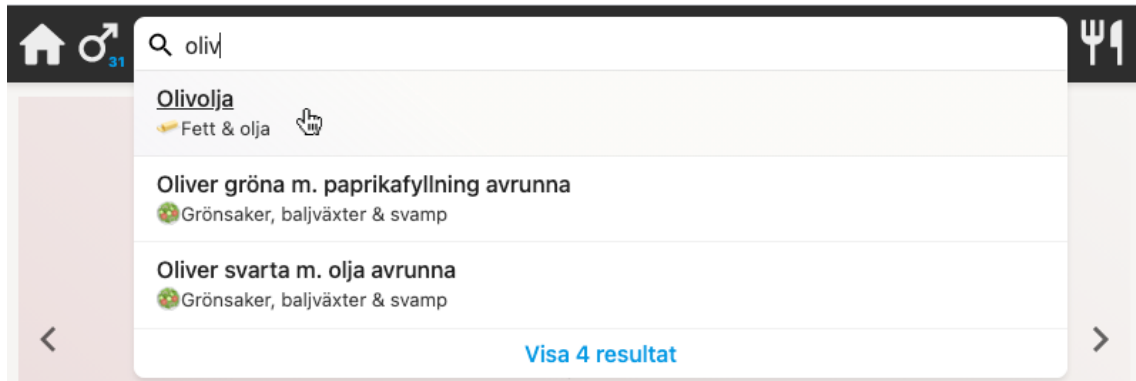 31
oliv
Olivolja
Fett & olja
Oliver gröna m. paprikafyllning avrunna
Grönsaker, baljväxter & svamp
Oliver svarta m. olja avrunna
Grönsaker, baljväxter & svamp
Visa 4 resultat